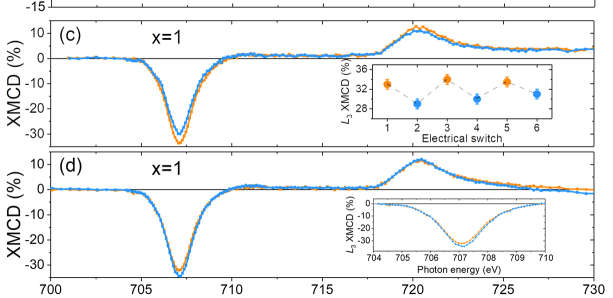 -15
(c)
x=1
10
0
-10
-20
-30
XMCD (%)
36
32
28
L3 XMCD (%)
1 2 3 4 5 6
Electrical switch
(d)
x=1
10
0
-10
-20
-30
XMCD (%)
0
-10
-20
-30
L3 XMCD (%)
704 705 706 707 708 709 710
Photon energy (eV)
700 705 710 715 720 725 730